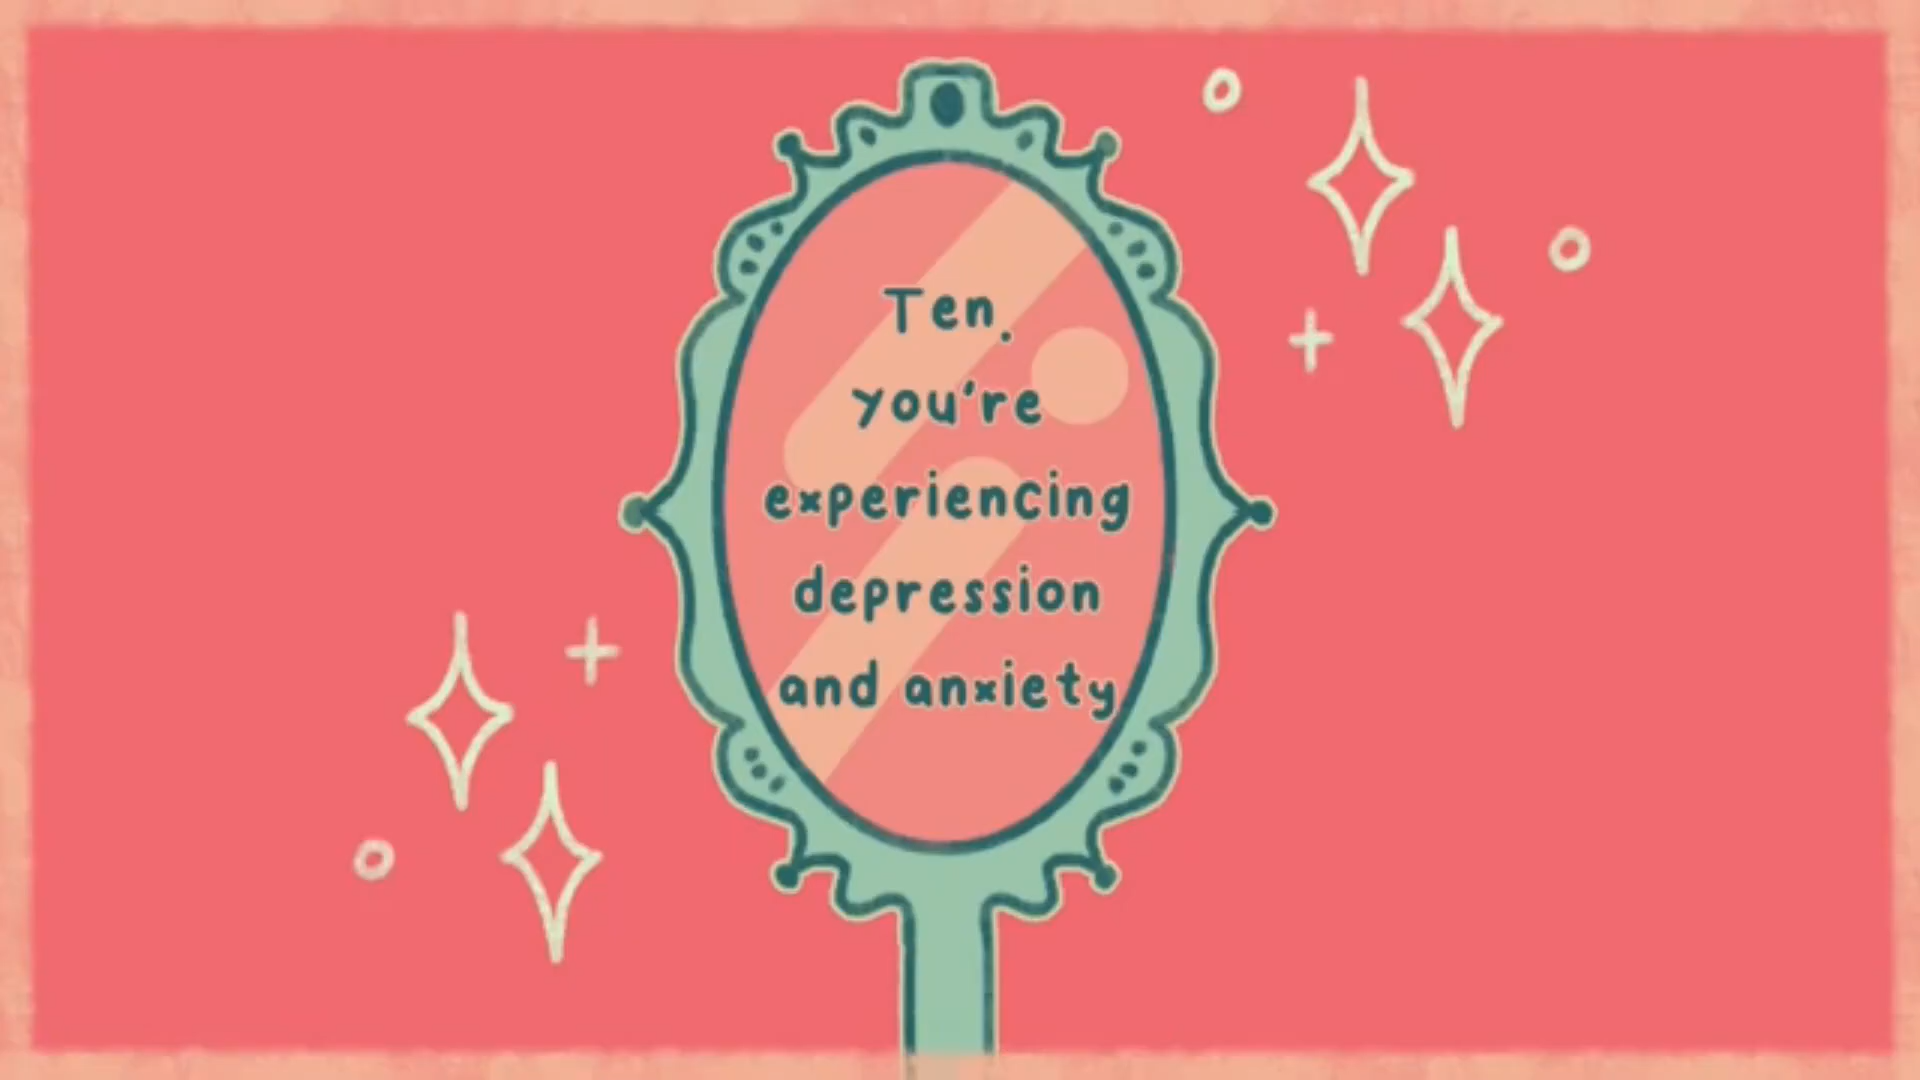 Ten.
you're
experiencing
depression
and anxiety